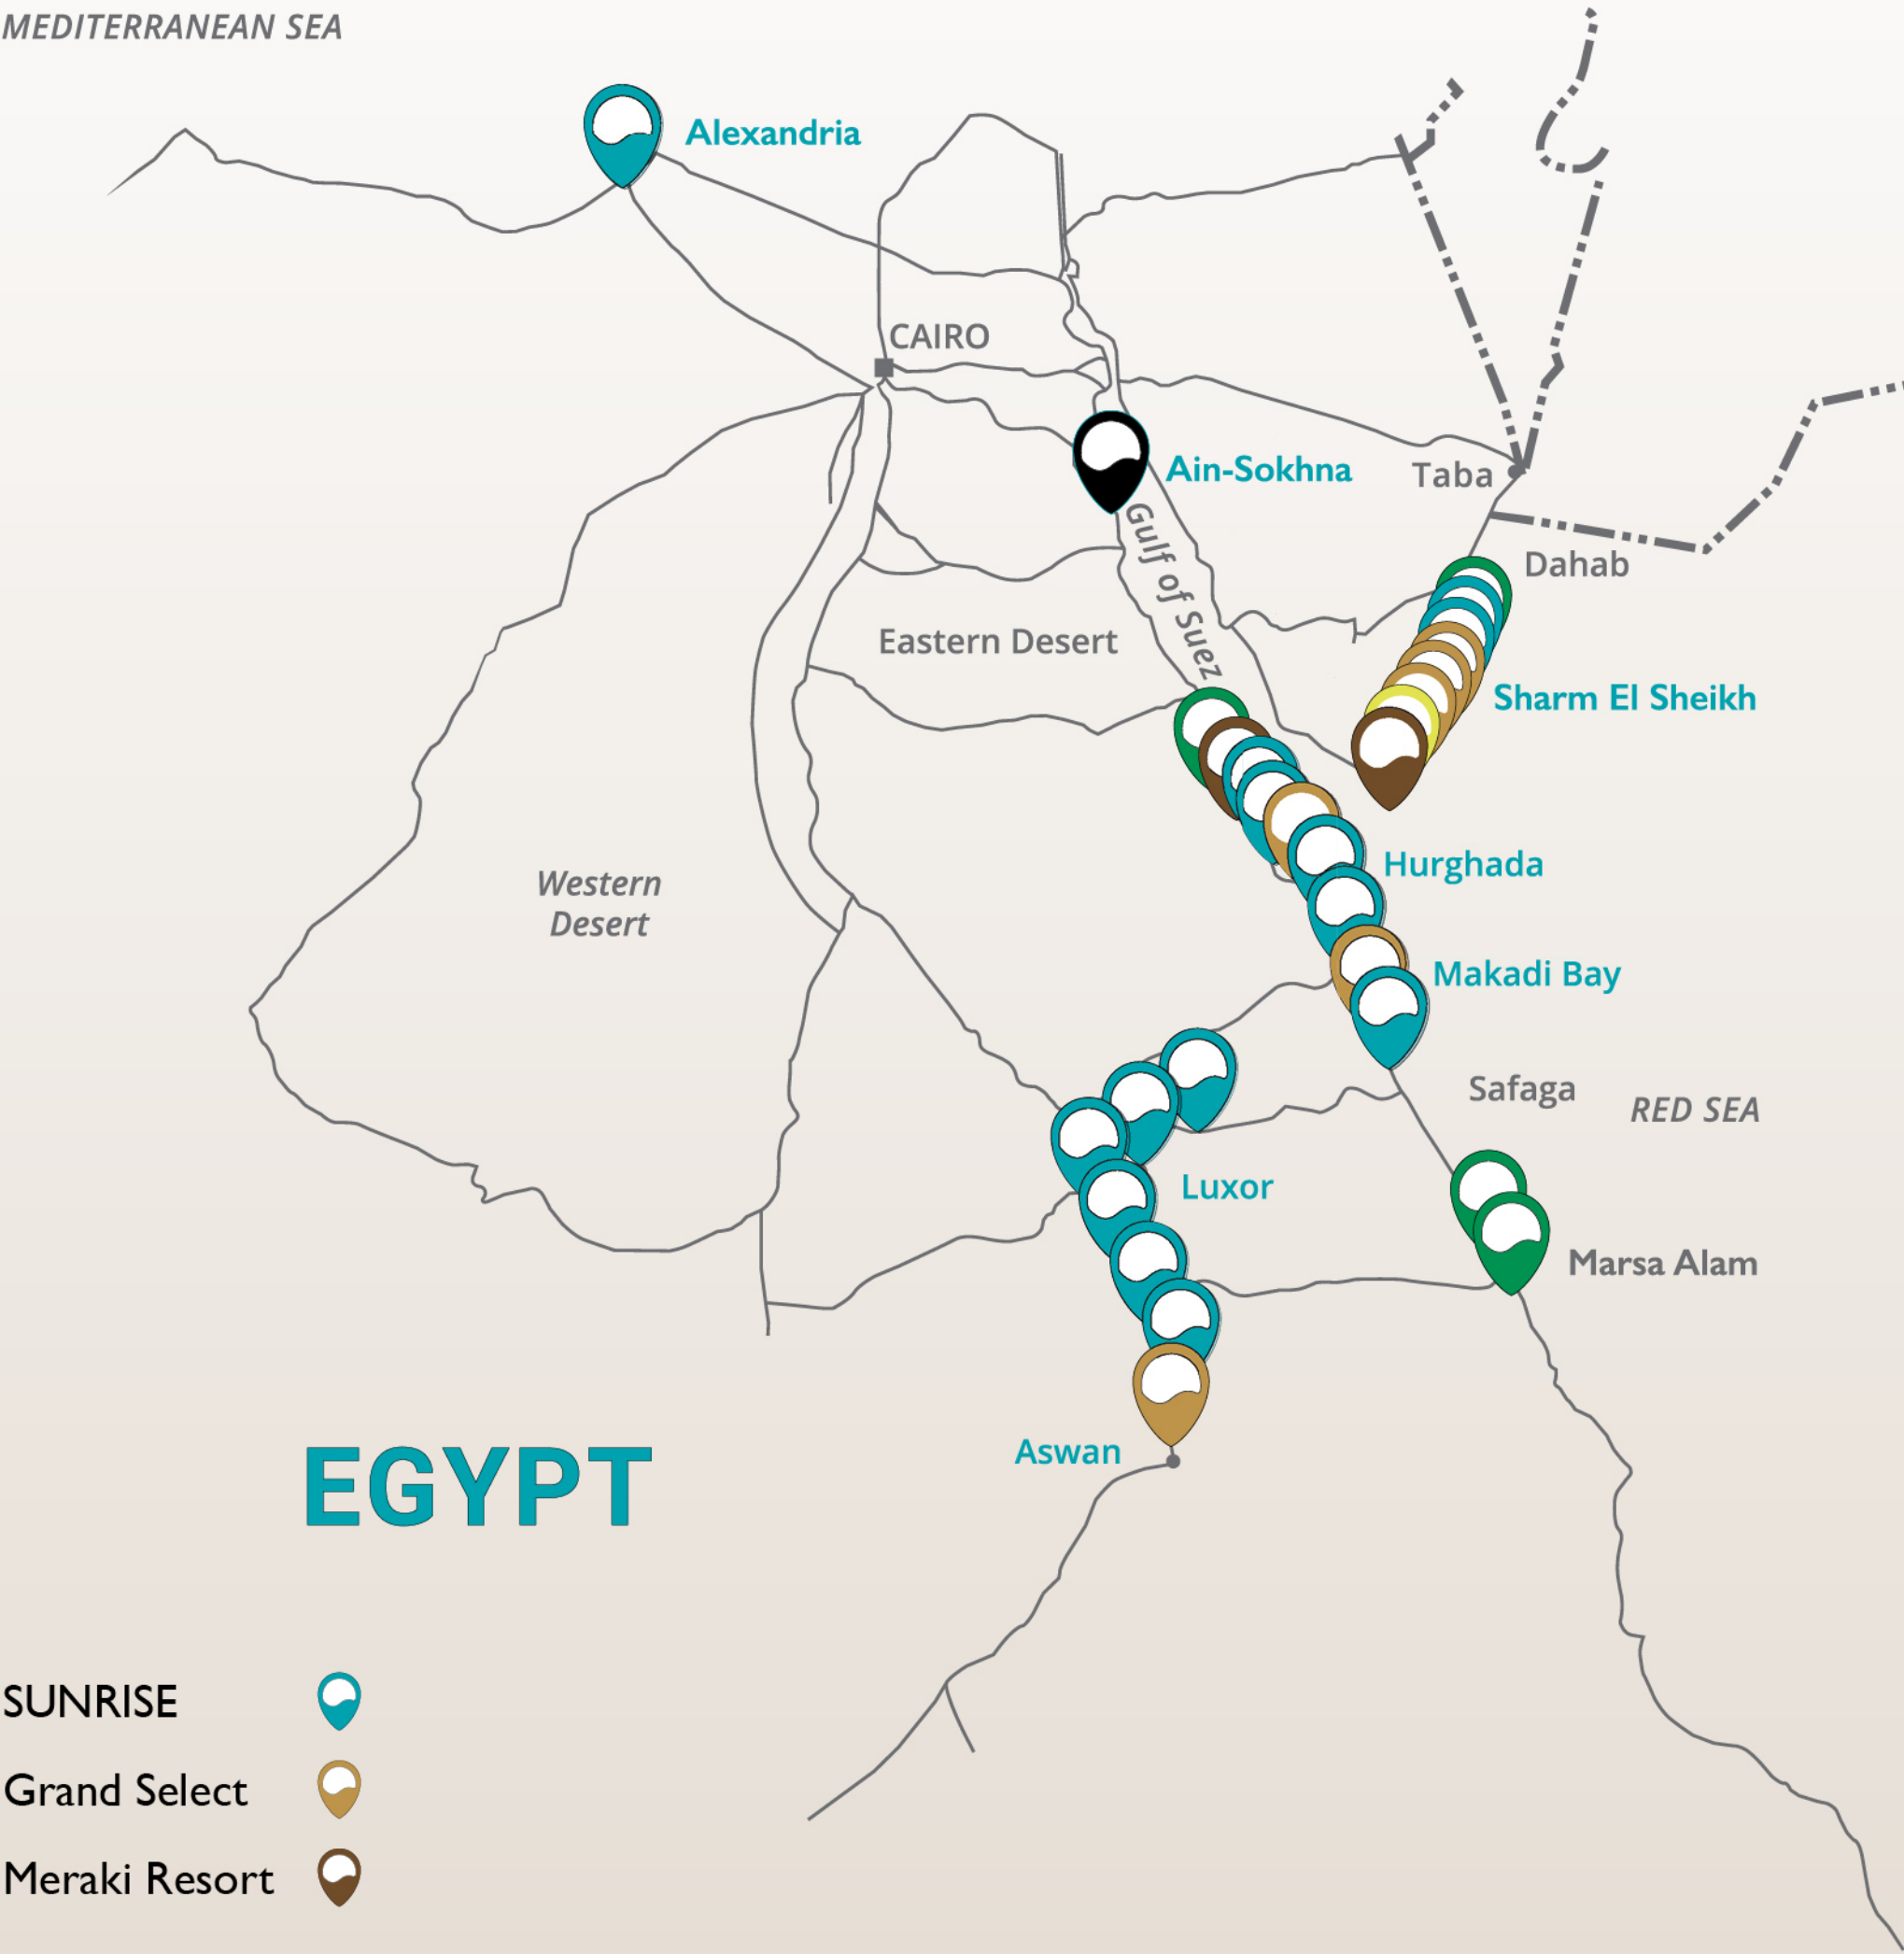 MEDITERRANEAN SEA
Alexandria
CAIRO
Ain-Sokhna
Taba
Gulf of Suez
Dahab
Eastern Desert
Sharm El Sheikh
Hurghada
Western
Desert
Makadi Bay
Safaga
RED SEA
Luxor
Marsa Alam
Aswan
EGYPT
SUNRISE
Grand Select
Meraki Resort